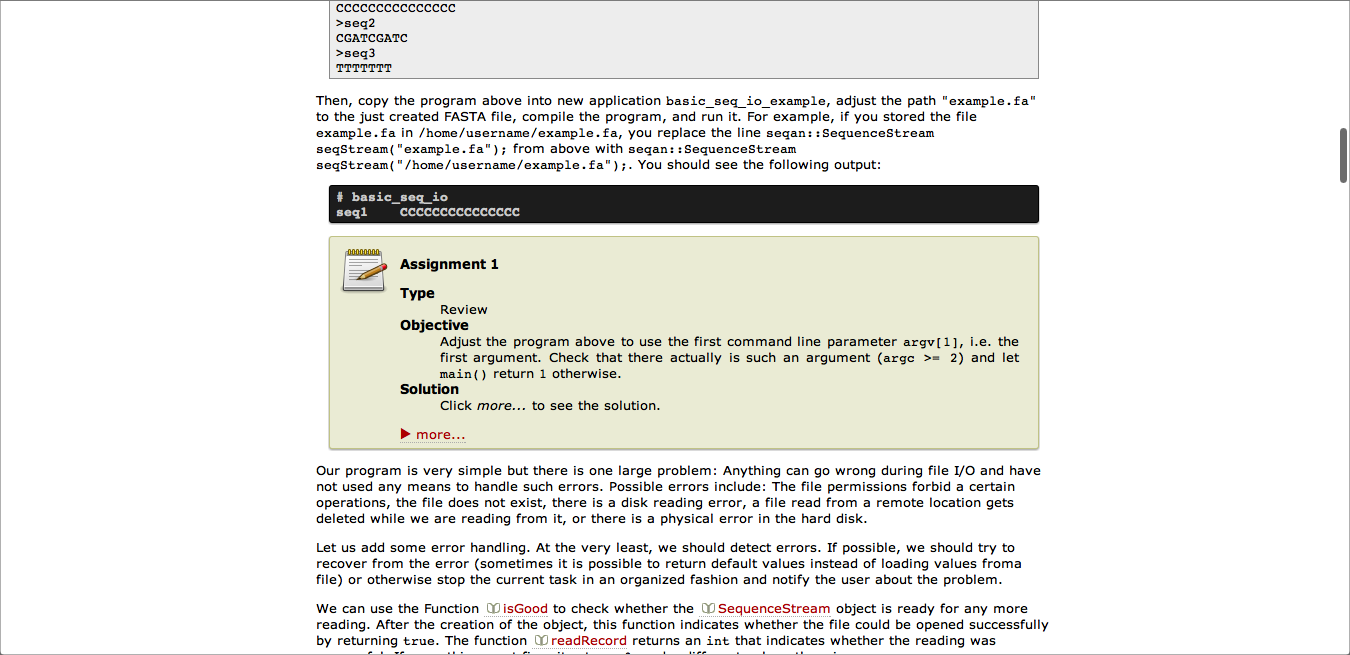 CCCCCCCCCCCCCCC
>seq2
CGATCGATC
>seq3
TTTTTTT
Then, copy the program above into new application basic_seq_io_example, adjust the path "example.fa"
to the just created FASTA file, compile the program, and run it. For example, if you stored the file
example.fa in /home/username/example.fa, you replace the line seqan::SequenceStream
seqStream("example.fa"); from above with seqan::SequenceStream
seqStream("/home/username/example.fa");. You should see the following output:
# basic_seq_io
seq1    CCCCCCCCCCCCCCC
Assignment 1
Type
Review
Objective
Adjust the program above to use the first command line parameter argv[1], i.e. the
first argument. Check that there actually is such an argument (argc >= 2) and let
main() return 1 otherwise.
Solution
Click more... to see the solution.
more...
Our program is very simple but there is one large problem: Anything can go wrong during file I/O and have
not used any means to handle such errors. Possible errors include: The file permissions forbid a certain
operations, the file does not exist, there is a disk reading error, a file read from a remote location gets
deleted while we are reading from it, or there is a physical error in the hard disk.
Let us add some error handling. At the very least, we should detect errors. If possible, we should try to
recover from the error (sometimes it is possible to return default values instead of loading values froma
file) or otherwise stop the current task in an organized fashion and notify the user about the problem.
We can use the Function isGood to check whether the SequenceStream object is ready for any more
reading. After the creation of the object, this function indicates whether the file could be opened successfully
by returning true. The function readRecord returns an int that indicates whether the reading was